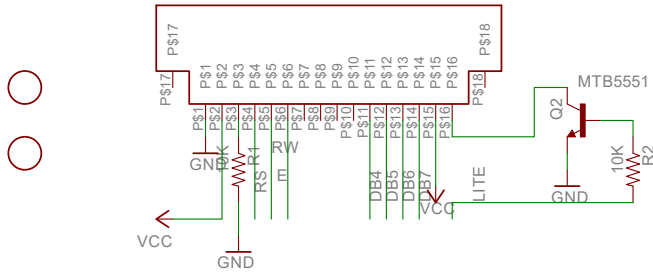 P$17
P$1
P$2
P$3
P$4
P$5
P$6
P$7
P$8
P$9
P$10
P$11
P$12
P$13
P$14
P$15
P$16
P$18
P$17
P$1
P$2
P$3
P$4
P$5
P$6
P$7
P$8
P$9
P$10
P$11
P$12
P$13
P$14
P$15
P$16
P$18
MTB5551
Q2
GND
10K
R1
RW
RS
E
DB4
DB5
DB6
DB7
VCC
LITE
10K
R2
GND
VCC
GND